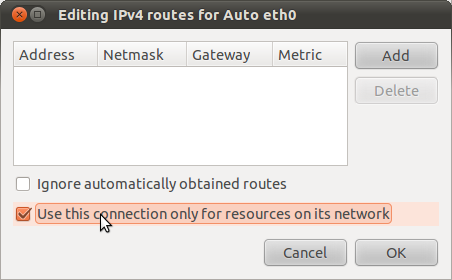 Editing IPv4 routes for Auto eth0
Address Netmask Gateway Metric
Add
Delete
Ignore automatically obtained routes
Use this connection only for resources on its network
Cancel OK